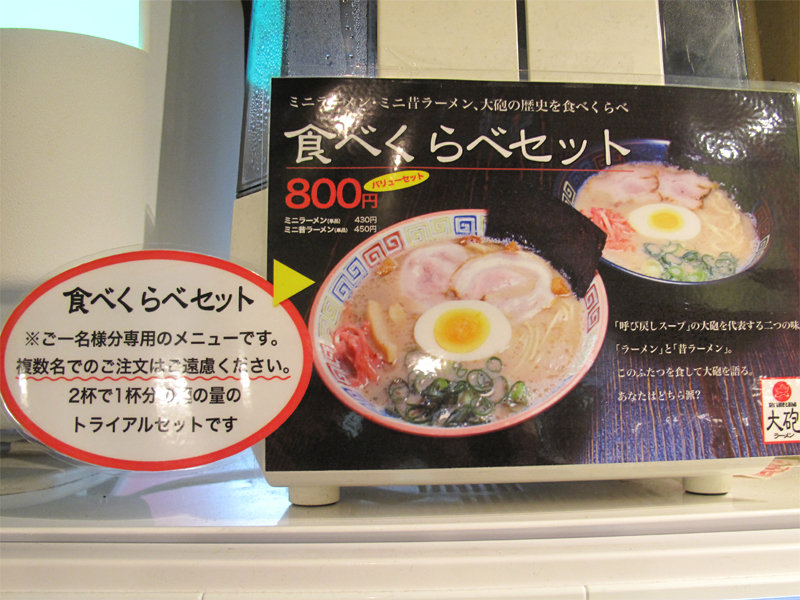 ミニラーメン・ミニ昔ラーメン、大砲の歴史を食べくらべ
食べくらべセット
800円
バリューセット
ミニラーメン(単品) 430円
ミニ昔ラーメン(単品) 450円
「呼び戻しスープ」の大砲を代表する二つの味、
「ラーメン」と「昔ラーメン」。
このふたつを食して大砲を語る。
あなたはどちら派?
大砲
ラーメン
食べくらべセット
※ご一名様分専用のメニューです。
複数名でのご注文はご遠慮ください。
2杯で1杯分の量の
トライアルセットです